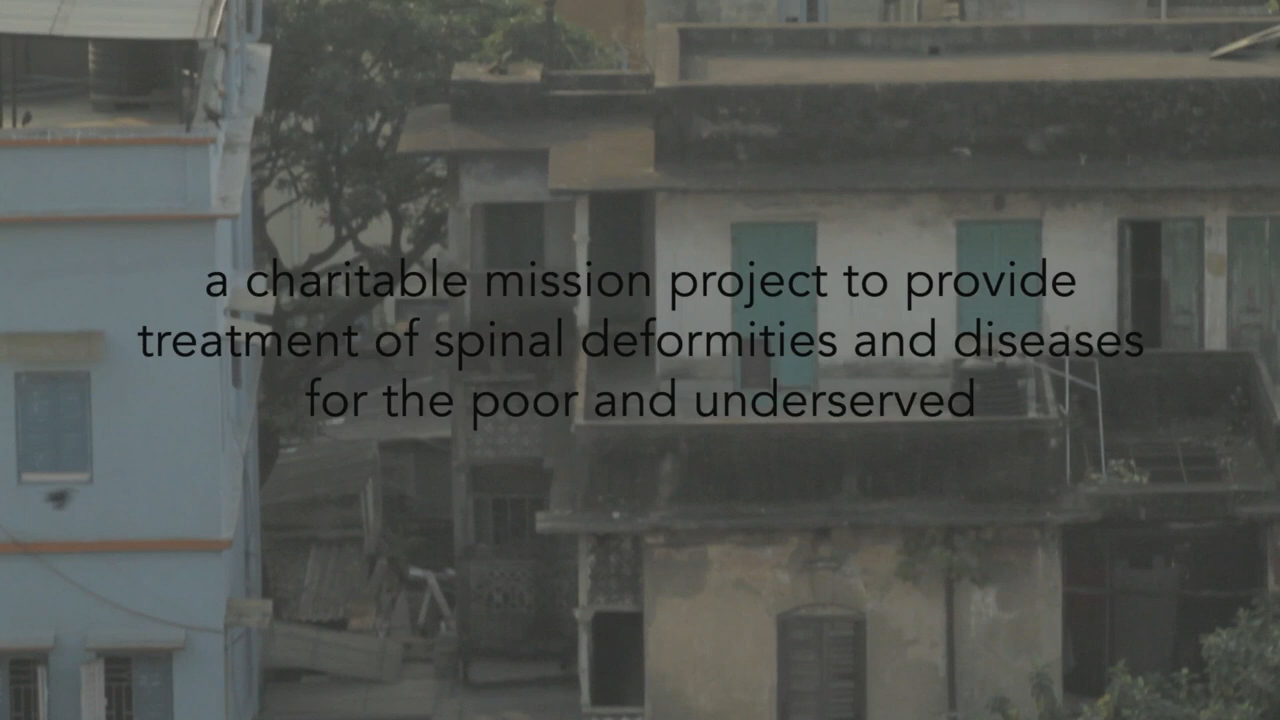 a charitable mission project to provide
treatment of spinal deformities and diseases
for the poor and underserved